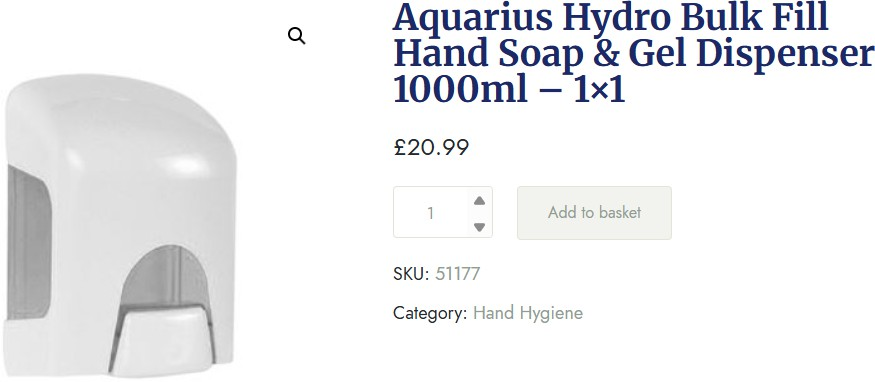 Aquarius Hydro Bulk Fill
Hand Soap & Gel Dispenser
1000ml – 1×1
£20.99
1
Add to basket
SKU: 51177
Category: Hand Hygiene